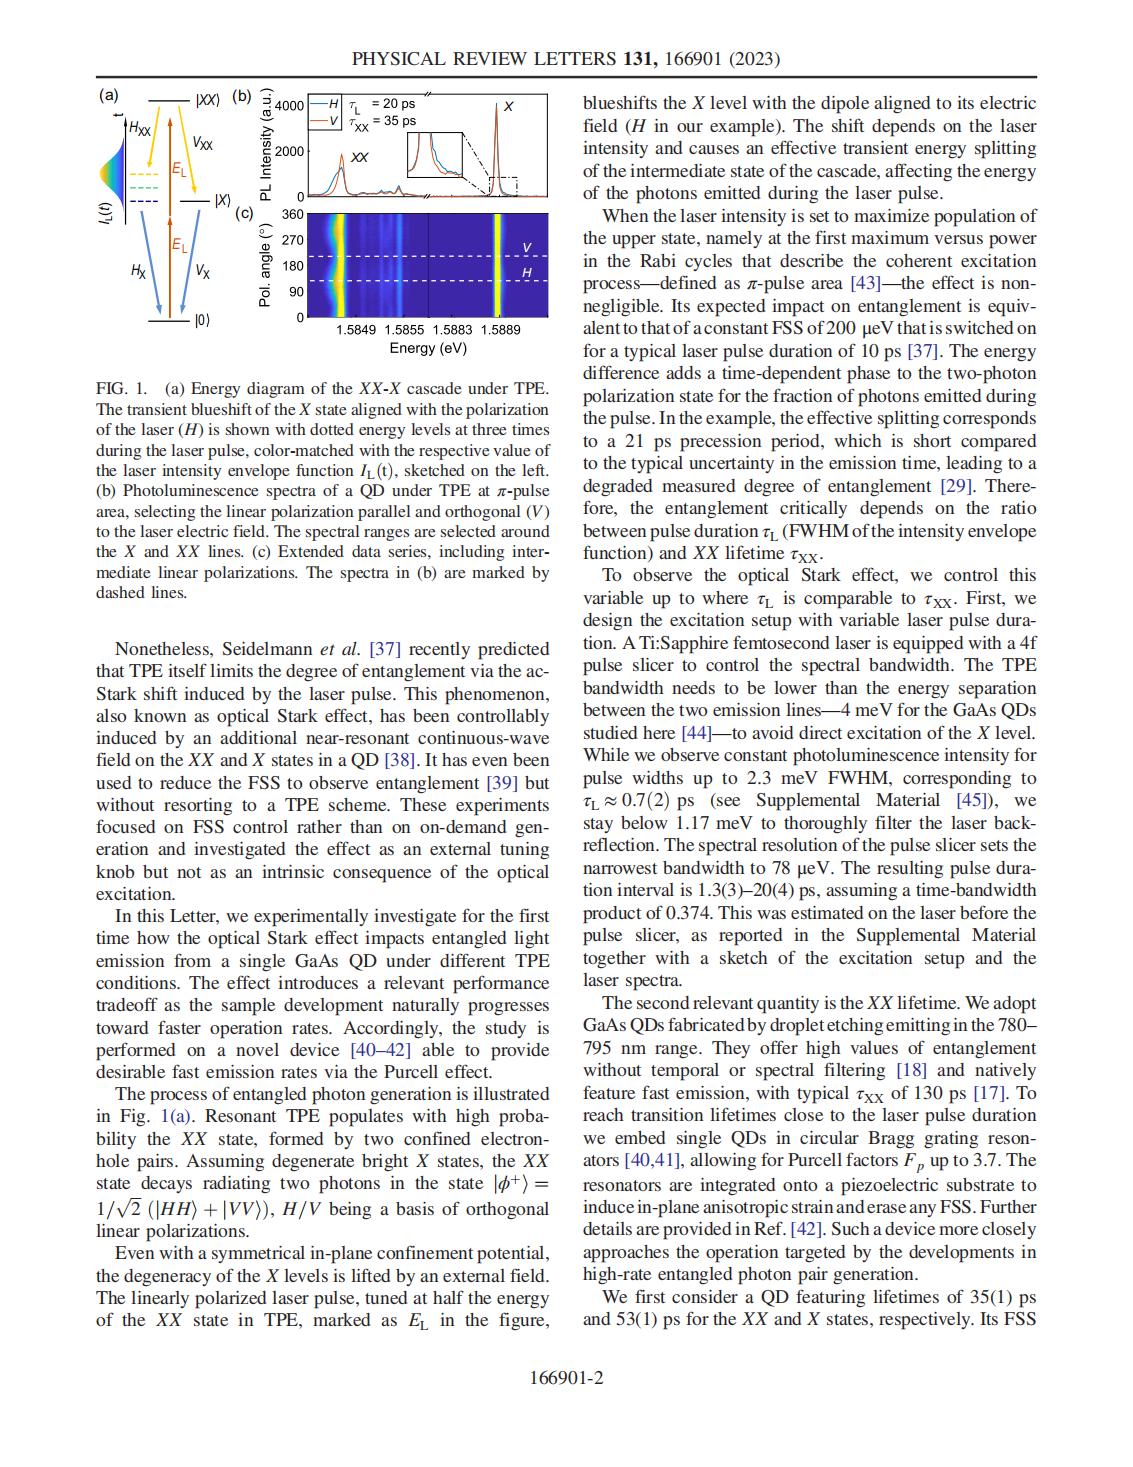 PHYSICAL REVIEW LETTERS 131, 166901 (2023)
(a)
|XX⟩
t
H_XX
V_XX
E_L
I_L(t)
|X⟩
E_L
H_X
V_X
|0⟩
(b)
PL Intensity (a.u.)
4000
2000
0
H
V
τ_L = 20 ps
τ_XX = 35 ps
XX
X
(c)
Pol. angle (°)
360
270
180
90
0
V
H
1.5849 1.5855 1.5883 1.5889
Energy (eV)
FIG. 1. (a) Energy diagram of the XX-X cascade under TPE.
The transient blueshift of the X state aligned with the polarization
of the laser (H) is shown with dotted energy levels at three times
during the laser pulse, color-matched with the respective value of
the laser intensity envelope function I_L(t), sketched on the left.
(b) Photoluminescence spectra of a QD under TPE at π-pulse
area, selecting the linear polarization parallel and orthogonal (V)
to the laser electric field. The spectral ranges are selected around
the X and XX lines. (c) Extended data series, including inter-
mediate linear polarizations. The spectra in (b) are marked by
dashed lines.
Nonetheless, Seidelmann et al. [37] recently predicted
that TPE itself limits the degree of entanglement via the ac-
Stark shift induced by the laser pulse. This phenomenon,
also known as optical Stark effect, has been controllably
induced by an additional near-resonant continuous-wave
field on the XX and X states in a QD [38]. It has even been
used to reduce the FSS to observe entanglement [39] but
without resorting to a TPE scheme. These experiments
focused on FSS control rather than on on-demand gen-
eration and investigated the effect as an external tuning
knob but not as an intrinsic consequence of the optical
excitation.
In this Letter, we experimentally investigate for the first
time how the optical Stark effect impacts entangled light
emission from a single GaAs QD under different TPE
conditions. The effect introduces a relevant performance
tradeoff as the sample development naturally progresses
toward faster operation rates. Accordingly, the study is
performed on a novel device [40–42] able to provide
desirable fast emission rates via the Purcell effect.
The process of entangled photon generation is illustrated
in Fig. 1(a). Resonant TPE populates with high proba-
bility the XX state, formed by two confined electron-
hole pairs. Assuming degenerate bright X states, the XX
state decays radiating two photons in the state |ϕ⁺⟩ =
1/√2 (|HH⟩ + |VV⟩), H/V being a basis of orthogonal
linear polarizations.
Even with a symmetrical in-plane confinement potential,
the degeneracy of the X levels is lifted by an external field.
The linearly polarized laser pulse, tuned at half the energy
of the XX state in TPE, marked as E_L in the figure,
blueshifts the X level with the dipole aligned to its electric
field (H in our example). The shift depends on the laser
intensity and causes an effective transient energy splitting
of the intermediate state of the cascade, affecting the energy
of the photons emitted during the laser pulse.
When the laser intensity is set to maximize population of
the upper state, namely at the first maximum versus power
in the Rabi cycles that describe the coherent excitation
process—defined as π-pulse area [43]—the effect is non-
negligible. Its expected impact on entanglement is equiv-
alent to that of a constant FSS of 200 μeV that is switched on
for a typical laser pulse duration of 10 ps [37]. The energy
difference adds a time-dependent phase to the two-photon
polarization state for the fraction of photons emitted during
the pulse. In the example, the effective splitting corresponds
to a 21 ps precession period, which is short compared
to the typical uncertainty in the emission time, leading to a
degraded measured degree of entanglement [29]. There-
fore, the entanglement critically depends on the ratio
between pulse duration τ_L (FWHM of the intensity envelope
function) and XX lifetime τ_XX.
To observe the optical Stark effect, we control this
variable up to where τ_L is comparable to τ_XX. First, we
design the excitation setup with variable laser pulse dura-
tion. A Ti:Sapphire femtosecond laser is equipped with a 4f
pulse slicer to control the spectral bandwidth. The TPE
bandwidth needs to be lower than the energy separation
between the two emission lines—4 meV for the GaAs QDs
studied here [44]—to avoid direct excitation of the X level.
While we observe constant photoluminescence intensity for
pulse widths up to 2.3 meV FWHM, corresponding to
τ_L ≈ 0.7(2) ps (see Supplemental Material [45]), we
stay below 1.17 meV to thoroughly filter the laser back-
reflection. The spectral resolution of the pulse slicer sets the
narrowest bandwidth to 78 μeV. The resulting pulse dura-
tion interval is 1.3(3)–20(4) ps, assuming a time-bandwidth
product of 0.374. This was estimated on the laser before the
pulse slicer, as reported in the Supplemental Material
together with a sketch of the excitation setup and the
laser spectra.
The second relevant quantity is the XX lifetime. We adopt
GaAs QDs fabricated by droplet etching emitting in the 780–
795 nm range. They offer high values of entanglement
without temporal or spectral filtering [18] and natively
feature fast emission, with typical τ_XX of 130 ps [17]. To
reach transition lifetimes close to the laser pulse duration
we embed single QDs in circular Bragg grating reson-
ators [40,41], allowing for Purcell factors F_p up to 3.7. The
resonators are integrated onto a piezoelectric substrate to
induce in-plane anisotropic strain and erase any FSS. Further
details are provided in Ref. [42]. Such a device more closely
approaches the operation targeted by the developments in
high-rate entangled photon pair generation.
We first consider a QD featuring lifetimes of 35(1) ps
and 53(1) ps for the XX and X states, respectively. Its FSS
166901-2